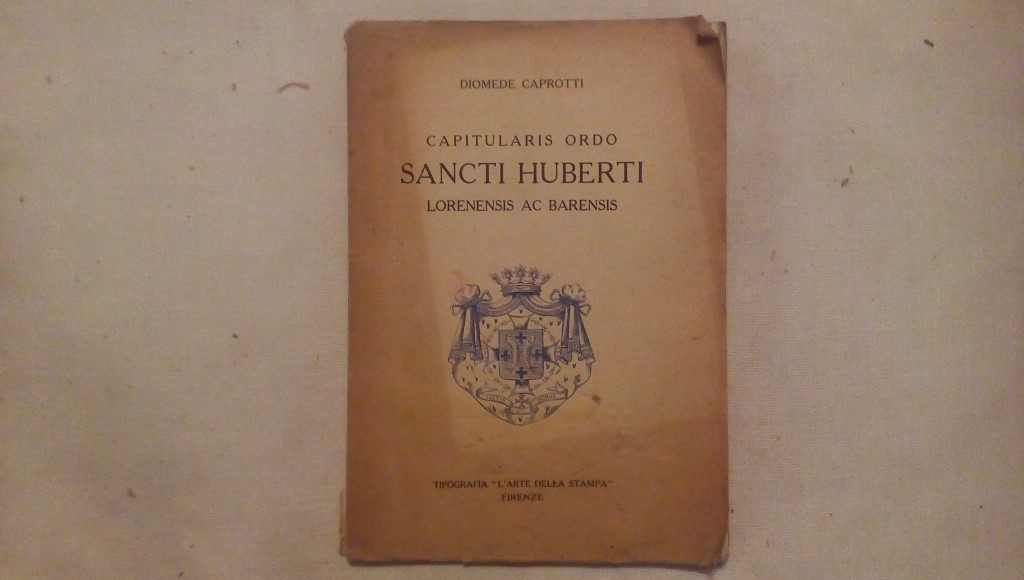 DIOMEDE CAPROTTI
CAPITULARIS ORDO
SANCTI HUBERTI
LORENENSIS AC BARENSIS
TIPOGRAFIA "L'ARTE DELLA STAMPA"
FIRENZE